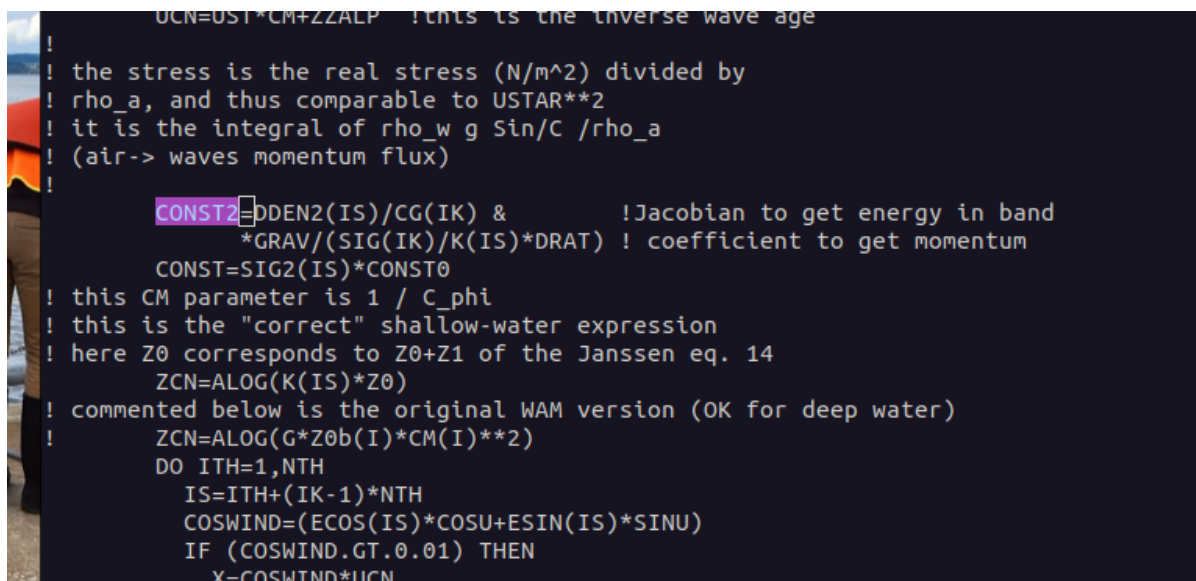 UCN=UST*CM+ZZALP !this is the inverse wave age
!
! the stress is the real stress (N/m^2) divided by
! rho_a, and thus comparable to USTAR**2
! it is the integral of rho_w g Sin/C /rho_a
! (air-> waves momentum flux)
!
CONST2=DDEN2(IS)/CG(IK) & !Jacobian to get energy in band
*GRAV/(SIG(IK)/K(IS)*DRAT) ! coefficient to get momentum
CONST=SIG2(IS)*CONST0
! this CM parameter is 1 / C_phi
! this is the "correct" shallow-water expression
! here Z0 corresponds to Z0+Z1 of the Janssen eq. 14
ZCN=ALOG(K(IS)*Z0)
! commented below is the original WAM version (OK for deep water)
! ZCN=ALOG(G*Z0b(I)*CM(I)**2)
DO ITH=1,NTH
IS=ITH+(IK-1)*NTH
COSWIND=(ECOS(IS)*COSU+ESIN(IS)*SINU)
IF (COSWIND.GT.0.01) THEN
X=COSWIND*UCN